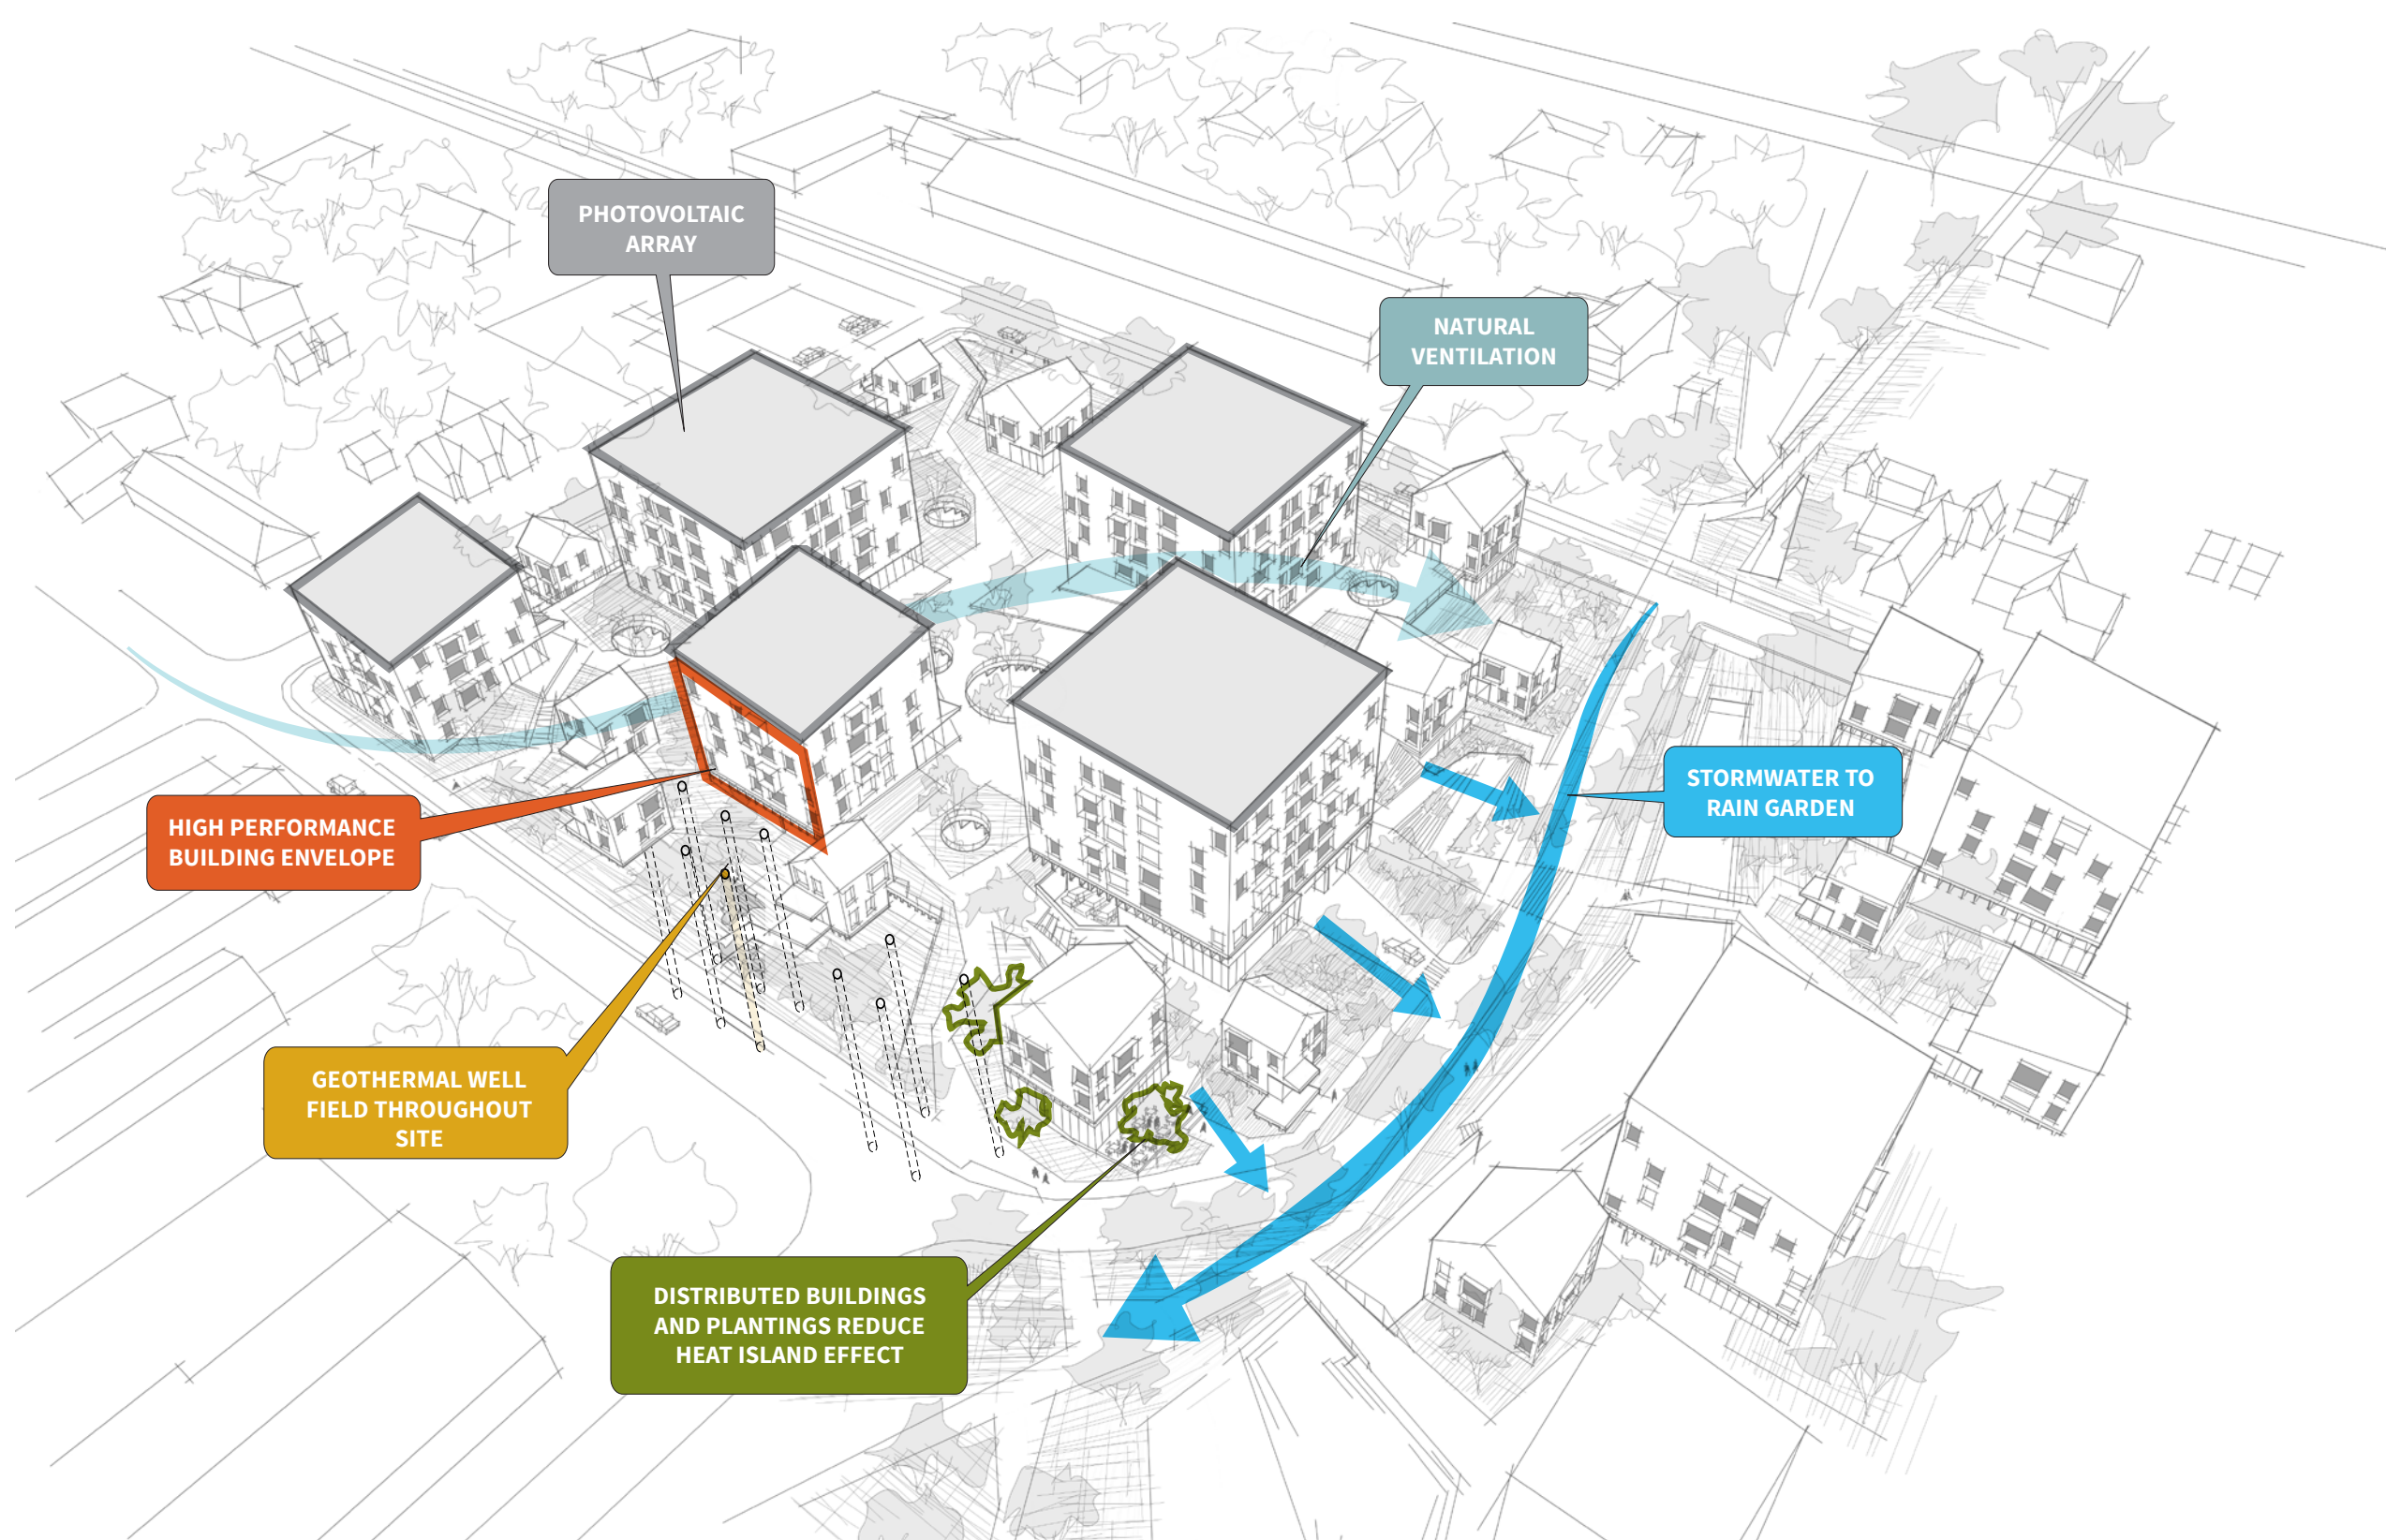 PHOTOVOLTAIC
ARRAY
NATURAL
VENTILATION
STORMWATER TO
RAIN GARDEN
HIGH PERFORMANCE
BUILDING ENVELOPE
GEOTHERMAL WELL
FIELD THROUGHOUT
SITE
DISTRIBUTED BUILDINGS
AND PLANTINGS REDUCE
HEAT ISLAND EFFECT